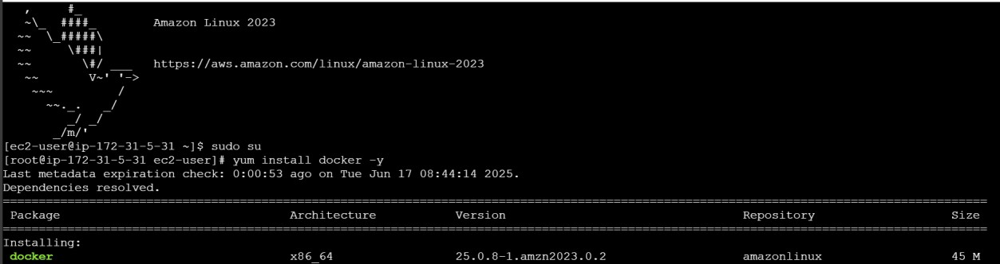 ,     #_
   ~\_  ####_        Amazon Linux 2023
  ~~  \_#####\
  ~~     \###|
  ~~       \#/ ___   https://aws.amazon.com/linux/amazon-linux-2023
   ~~       V~' '->
    ~~~         /
      ~~._.   _/
         _/ _/
       _/m/'
[ec2-user@ip-172-31-5-31 ~]$ sudo su
[root@ip-172-31-5-31 ec2-user]# yum install docker -y
Last metadata expiration check: 0:00:53 ago on Tue Jun 17 08:44:14 2025.
Dependencies resolved.
Package Architecture Version Repository Size
Installing:
docker x86_64 25.0.8-1.amzn2023.0.2 amazonlinux 45 M